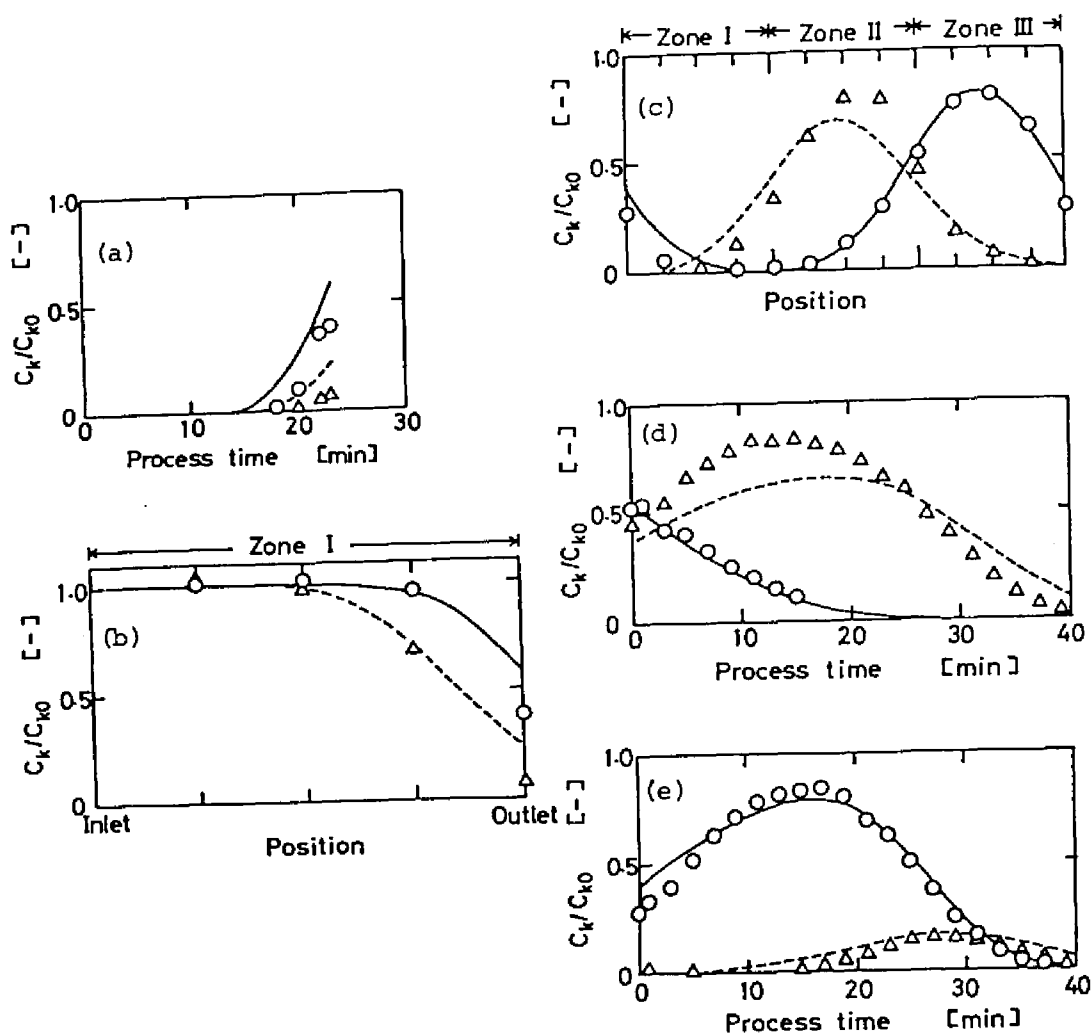 (a)
C_k/C_k0 [-]
1.0
0.5
0
0 10 20 30
Process time [min]
Zone I
(b)
C_k/C_k0 [-]
1.0
0.5
0
Inlet Outlet
Position
Zone I Zone II Zone III
(c)
C_k/C_k0 [-]
1.0
0.5
0
Position
(d)
C_k/C_k0 [-]
1.0
0.5
0
0 10 20 30 40
Process time [min]
(e)
C_k/C_k0 [-]
1.0
0.5
0
0 10 20 30 40
Process time [min]